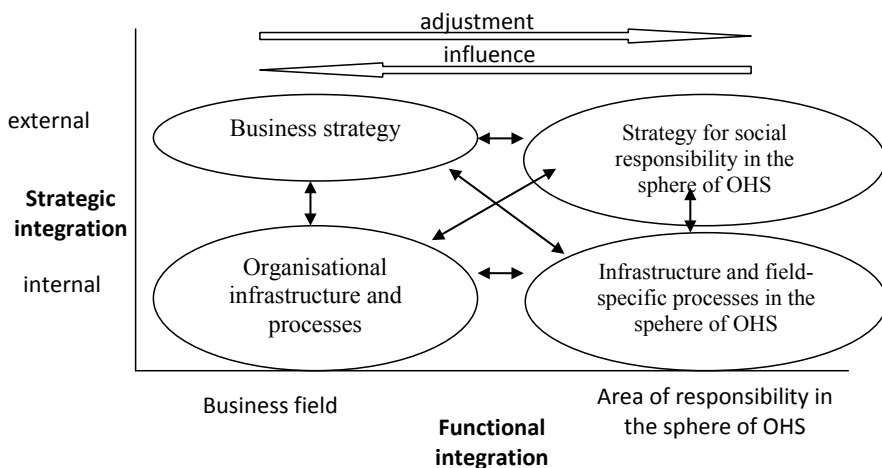 adjustment
influence
external
Business strategy
Strategy for social
responsibility in the
sphere of OHS
Strategic
integration
internal
Organisational
infrastructure and
processes
Infrastructure and field-
specific processes in the
spehere of OHS
Business field
Area of responsibility in
the sphere of OHS
Functional
integration